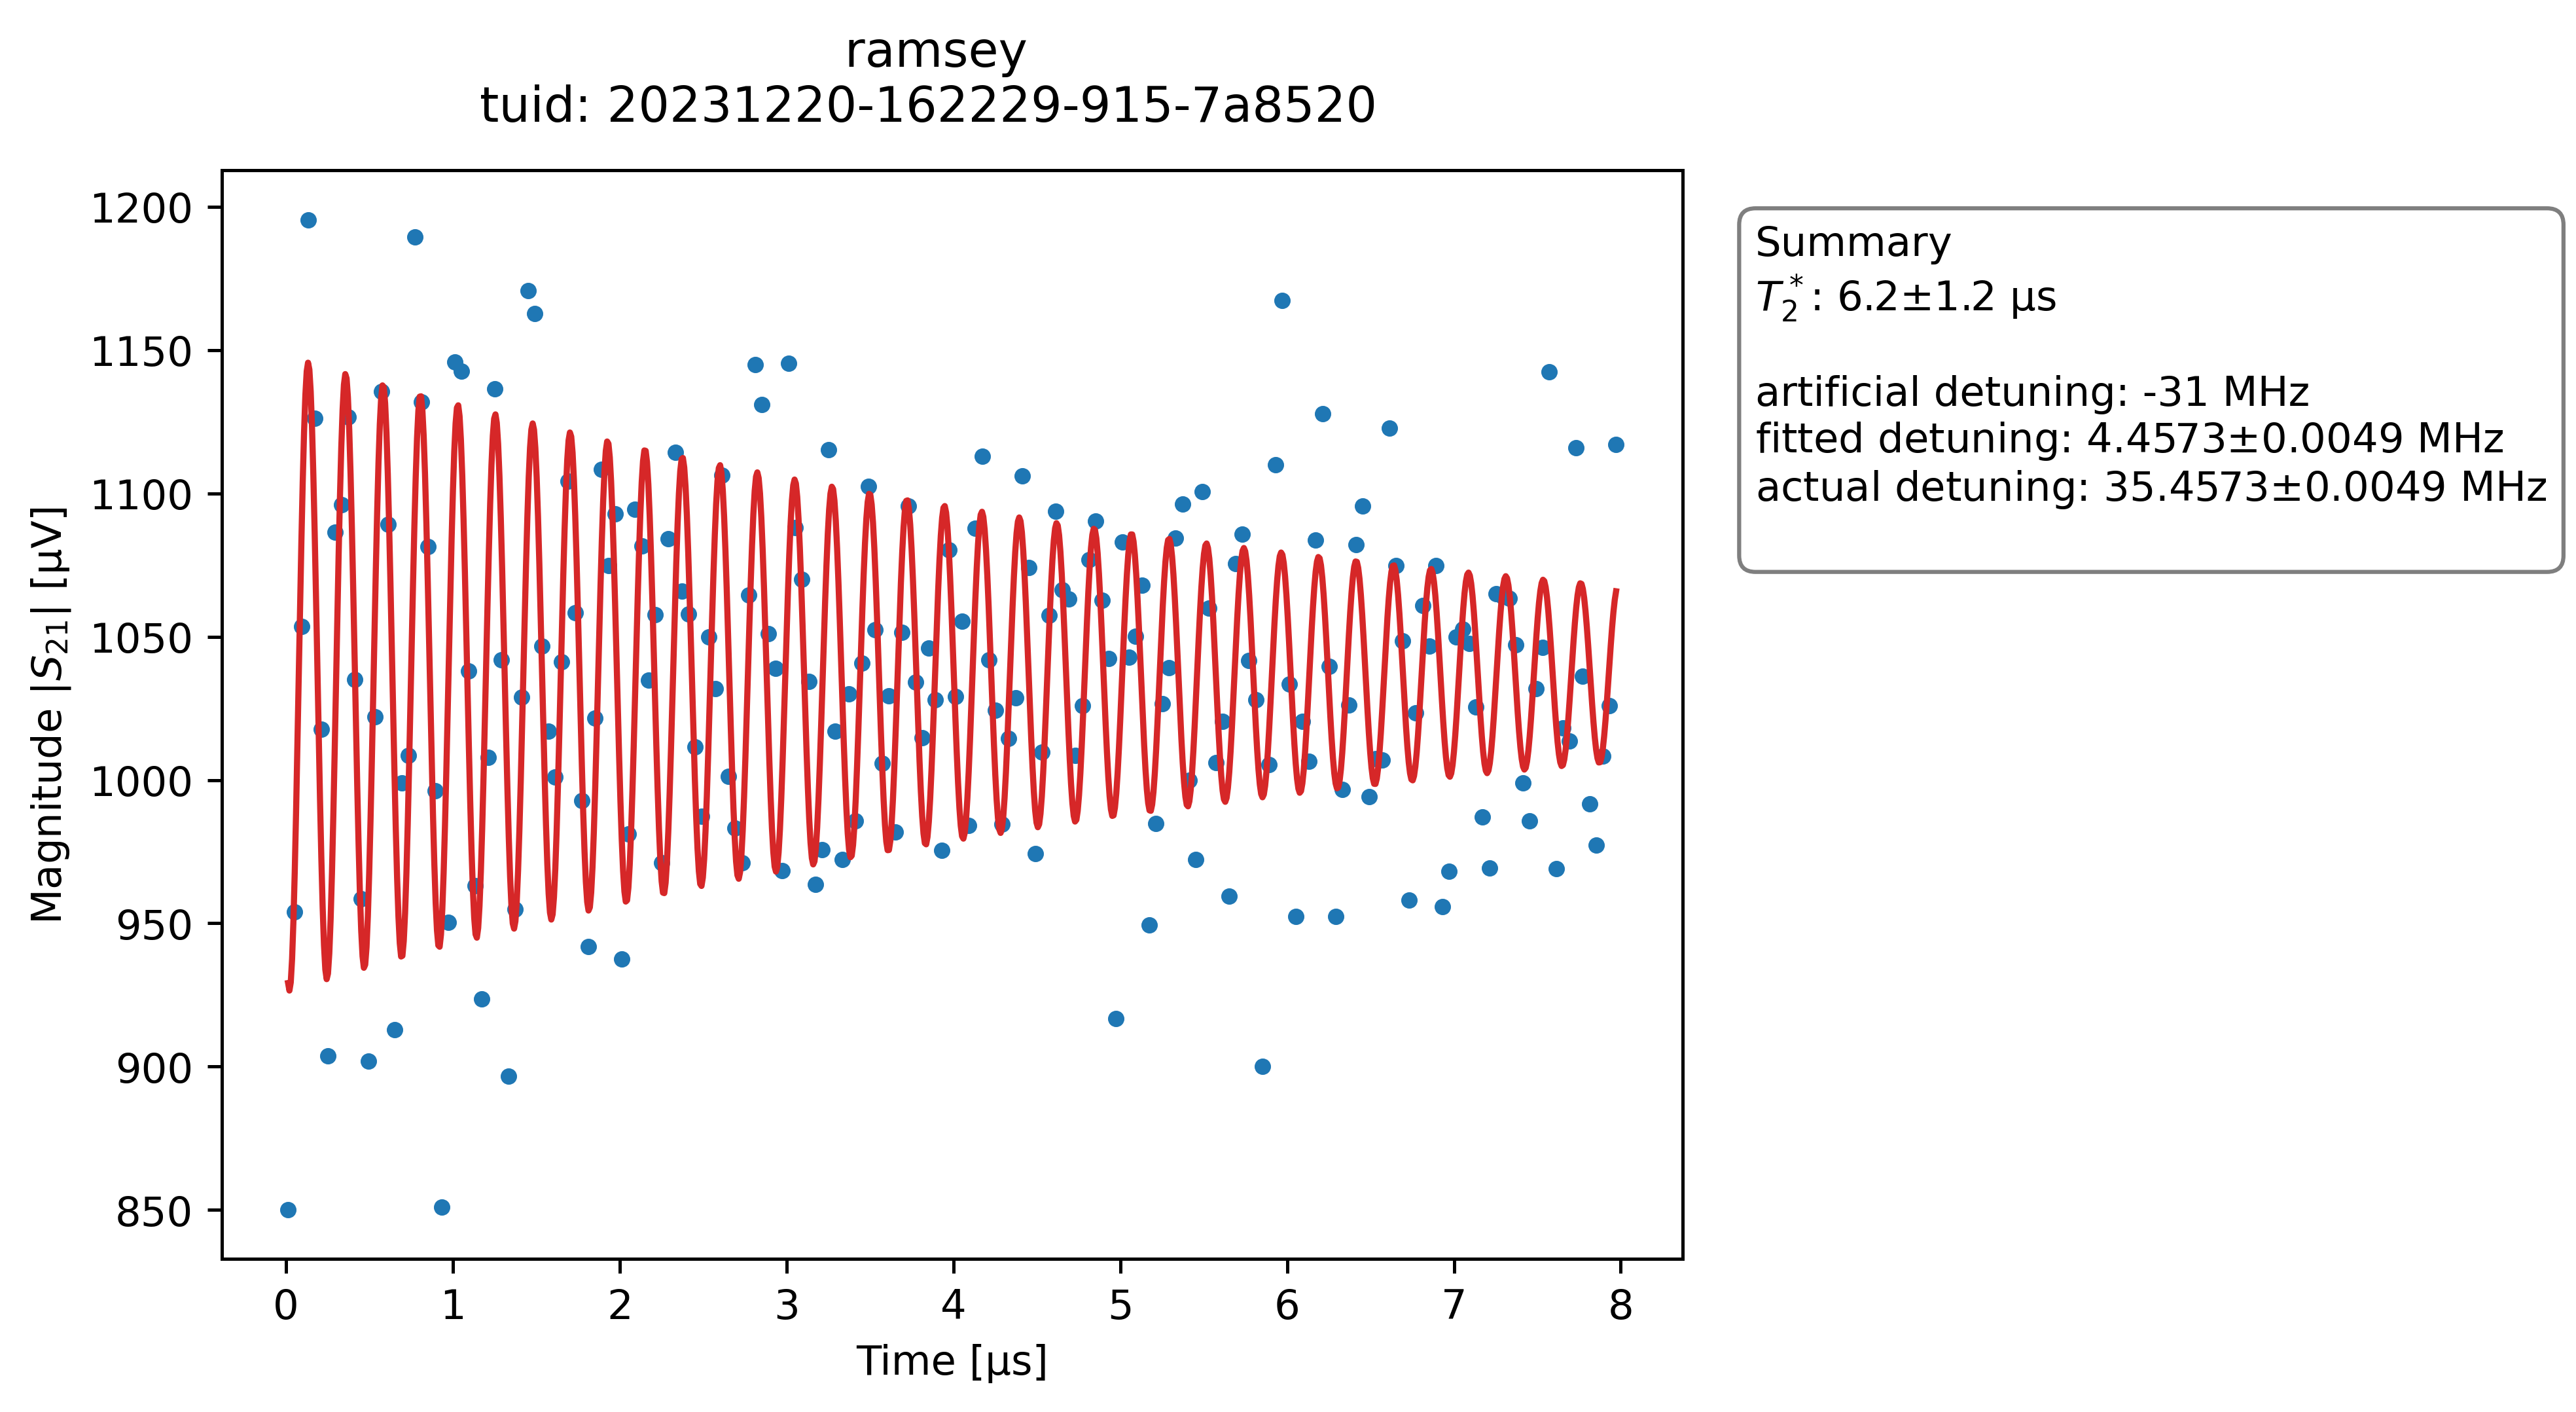 ramsey
tuid: 20231220-162229-915-7a8520
1200
1150
1100
1050
1000
950
900
850
Magnitude |S21| [µV]
0 1 2 3 4 5 6 7 8
Time [µs]
Summary
T2*: 6.2±1.2 µs
artificial detuning: -31 MHz
fitted detuning: 4.4573±0.0049 MHz
actual detuning: 35.4573±0.0049 MHz